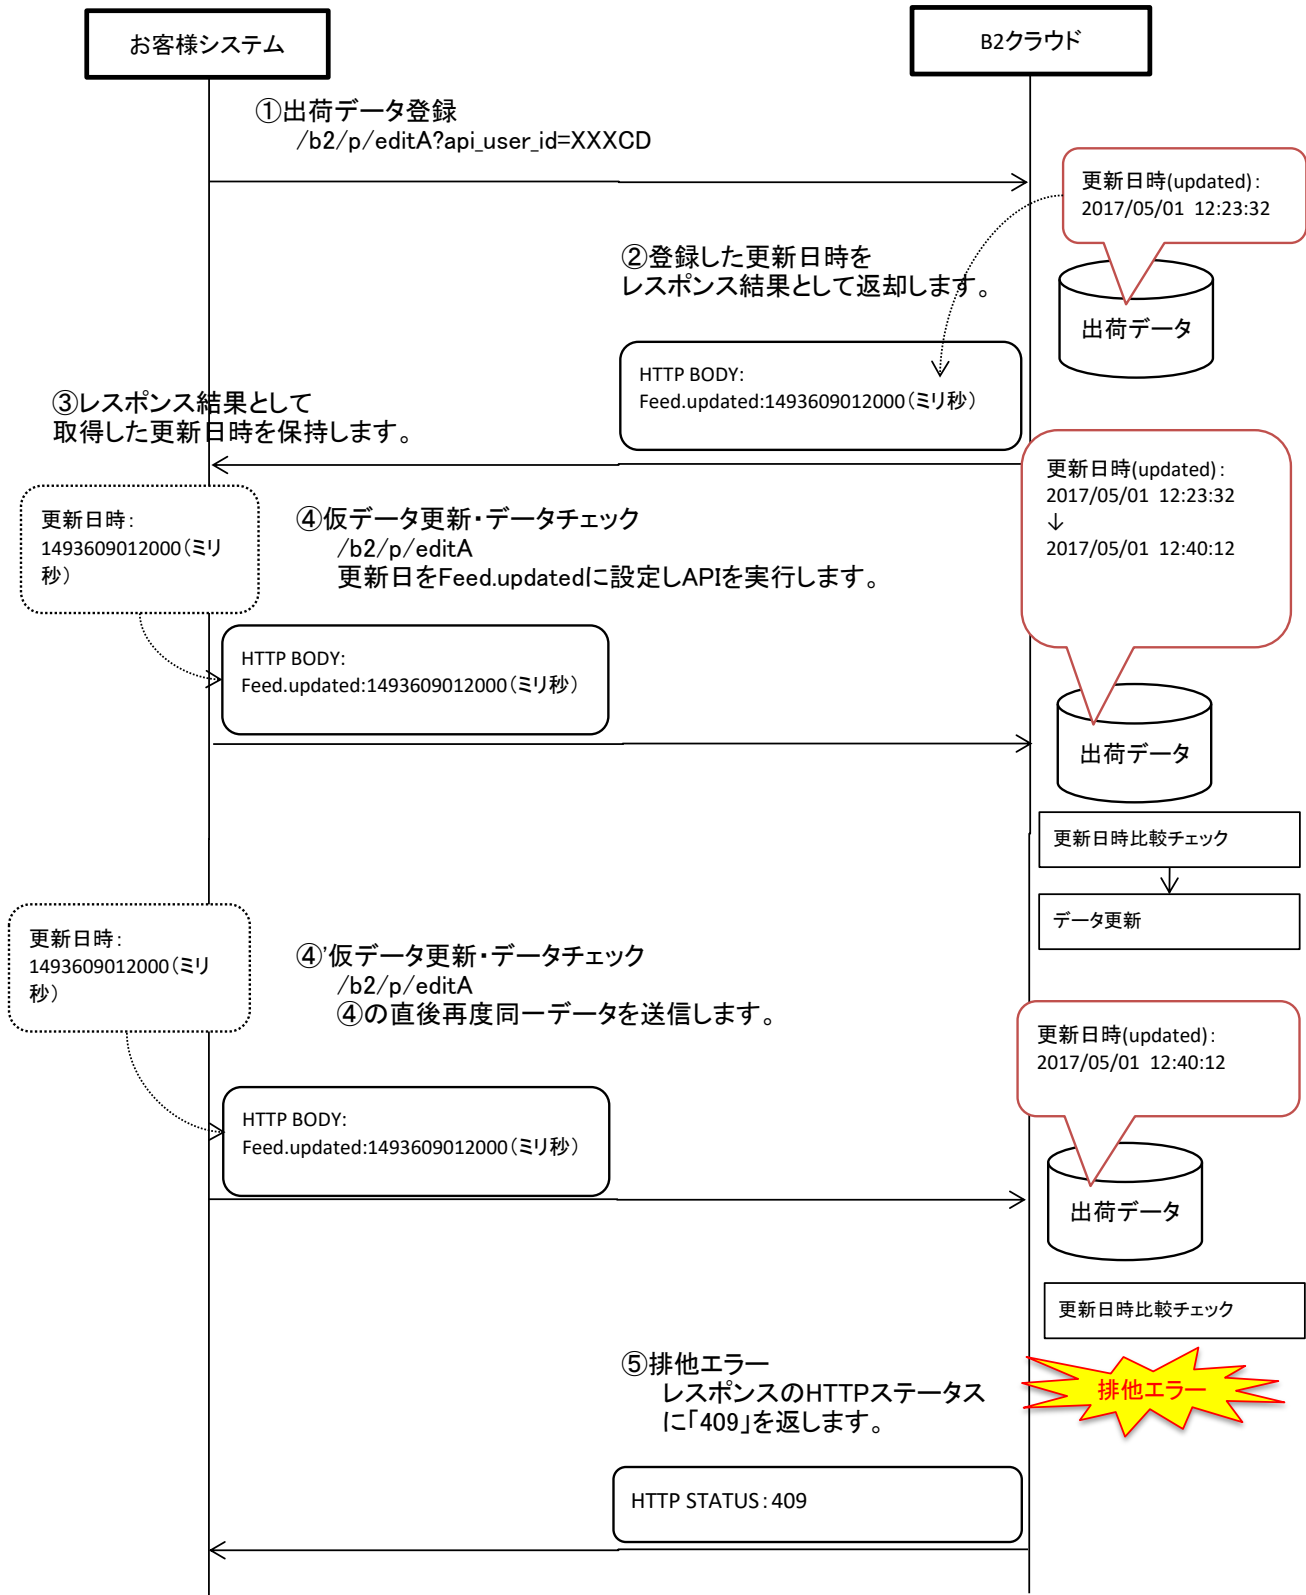 お客様システム
B2クラウド
①出荷データ登録
/b2/p/editA?api_user_id=XXXCD
更新日時(updated):
2017/05/01 12:23:32
②登録した更新日時を
レスポンス結果として返却します。
出荷データ
HTTP BODY:
Feed.updated:1493609012000(ミリ秒)
③レスポンス結果として
取得した更新日時を保持します。
更新日時(updated):
2017/05/01 12:23:32
↓
2017/05/01 12:40:12
更新日時:
1493609012000(ミリ
秒)
④仮データ更新・データチェック
/b2/p/editA
更新日をFeed.updatedに設定しAPIを実行します。
HTTP BODY:
Feed.updated:1493609012000(ミリ秒)
出荷データ
更新日時比較チェック
データ更新
更新日時:
1493609012000(ミリ
秒)
④'仮データ更新・データチェック
/b2/p/editA
④の直後再度同一データを送信します。
更新日時(updated):
2017/05/01 12:40:12
HTTP BODY:
Feed.updated:1493609012000(ミリ秒)
出荷データ
更新日時比較チェック
⑤排他エラー
レスポンスのHTTPステータス
に「409」を返します。
排他エラー
HTTP STATUS:409